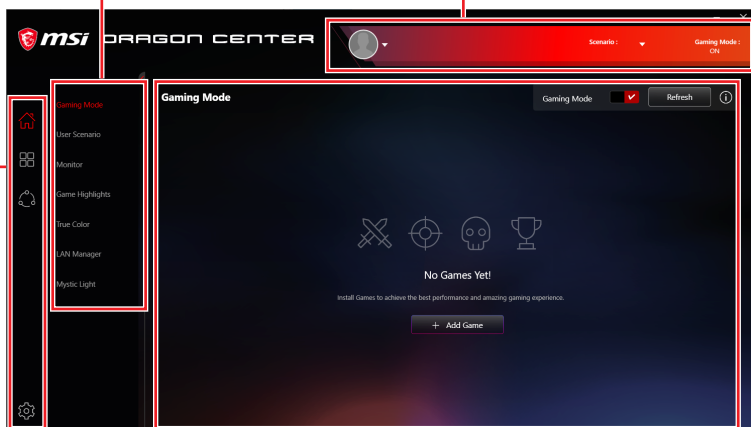 msi DRAGON CENTER
Scenario :
Gaming Mode :
ON
Gaming Mode
User Scenario
Monitor
Game Highlights
True Color
LAN Manager
Mystic Light
Gaming Mode
Gaming Mode
Refresh
No Games Yet!
Install Games to achieve the best performance and amazing gaming experience.
+ Add Game